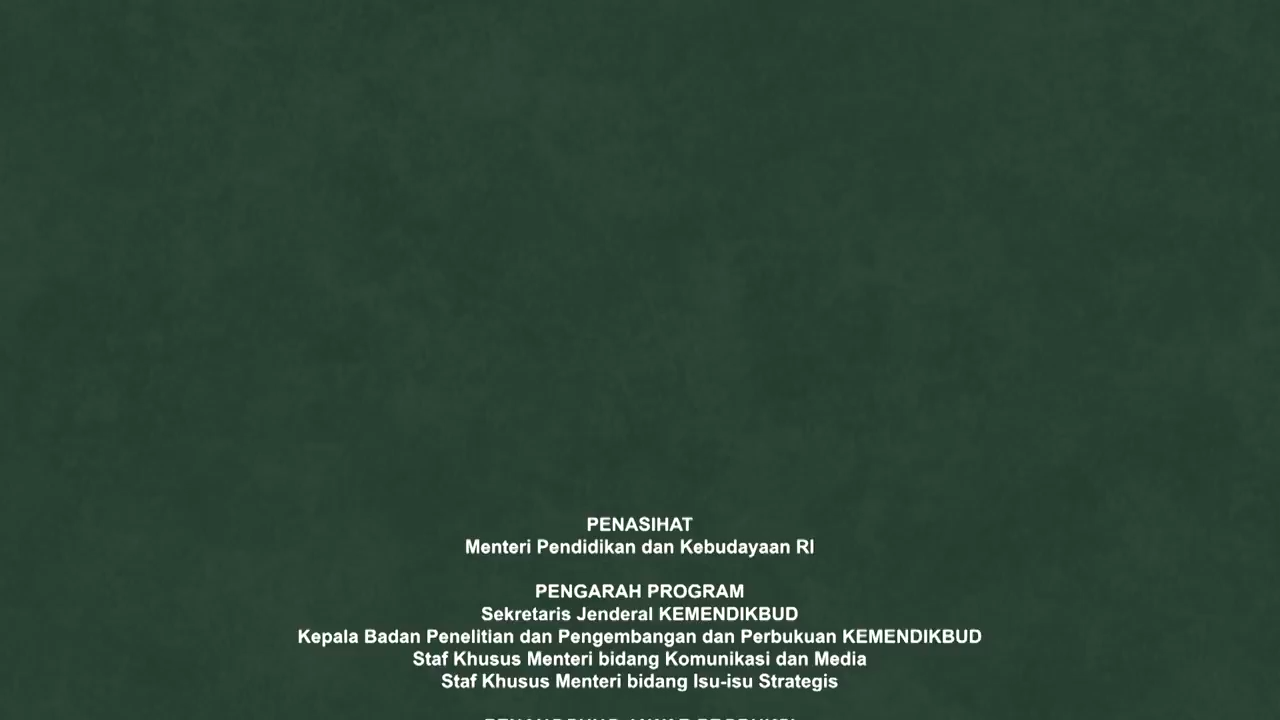 PENASIHAT
Menteri Pendidikan dan Kebudayaan RI
PENGARAH PROGRAM
Sekretaris Jenderal KEMENDIKBUD
Kepala Badan Penelitian dan Pengembangan dan Perbukuan KEMENDIKBUD
Staf Khusus Menteri bidang Komunikasi dan Media
Staf Khusus Menteri bidang Isu-isu Strategis